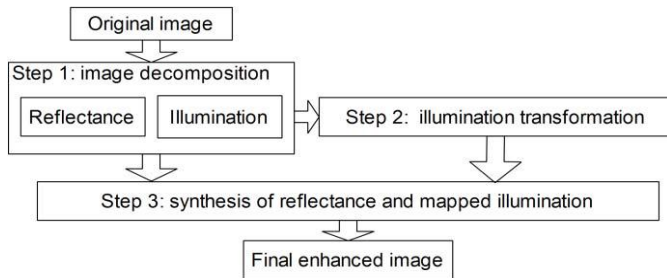 Original image
Step 1: image decomposition
Reflectance
Illumination
Step 2: illumination transformation
Step 3: synthesis of reflectance and mapped illumination
Final enhanced image